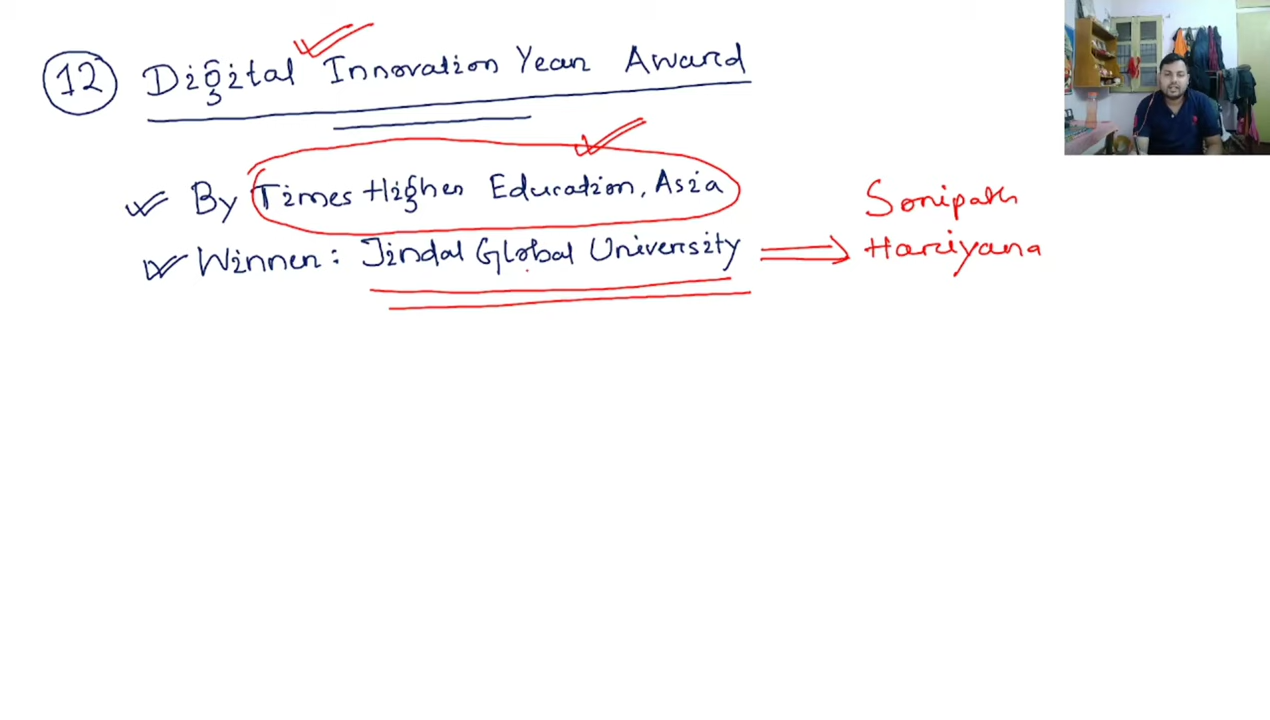 12 Digital Innovation Year Award
By Times Higher Education, Asia
Winner: Jindal Global University ⇒ Sonipath
Hariyana